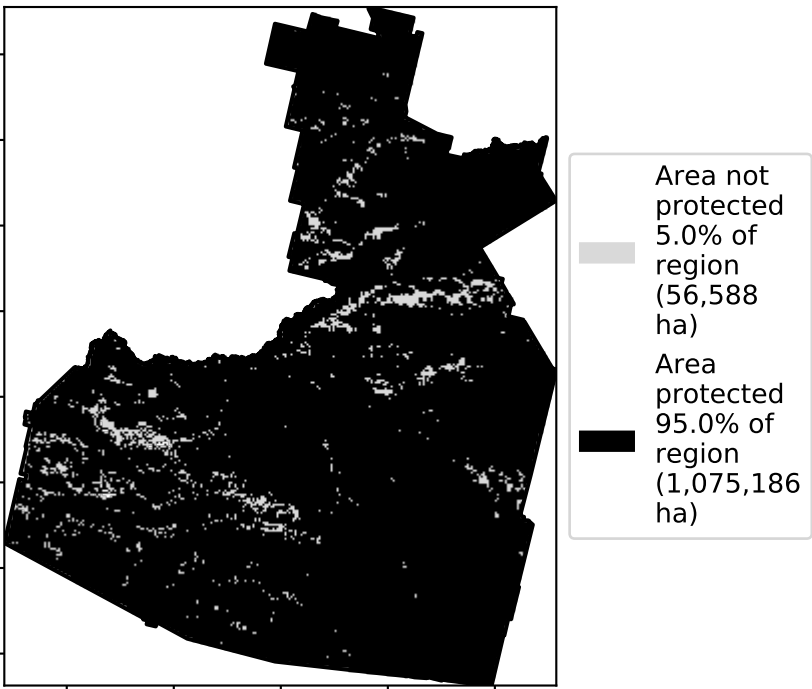 Area not
protected
5.0% of
region
(56,588
ha)
Area
protected
95.0% of
region
(1,075,186
ha)